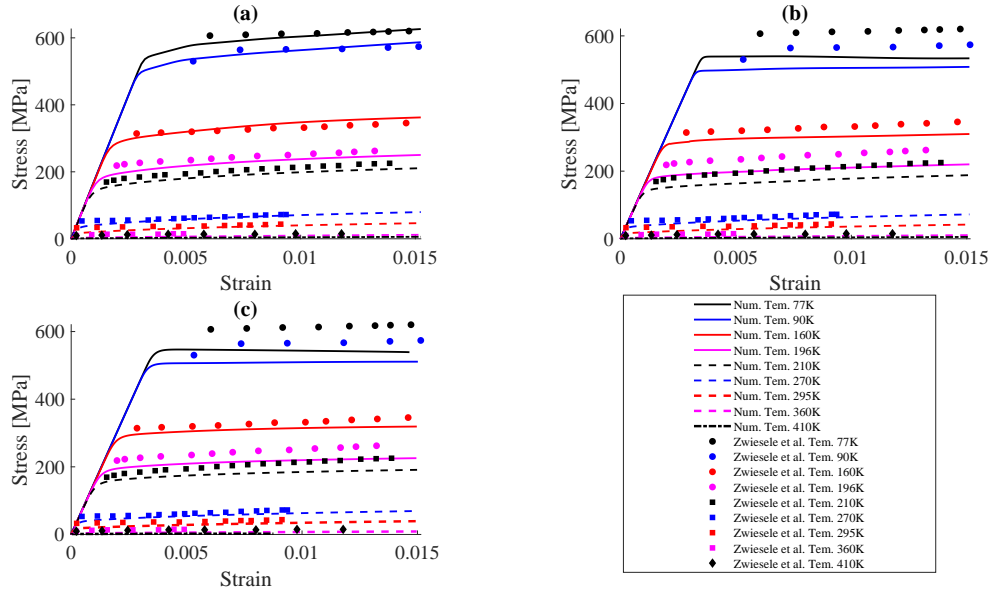 (a)
Stress [MPa]
600
400
200
0
0
0.005
0.01
0.015
Strain
(b)
Stress [MPa]
600
400
200
0
0
0.005
0.01
0.015
Strain
(c)
Stress [MPa]
600
400
200
0
0
0.005
0.01
0.015
Strain
Num. Tem. 77K
Num. Tem. 90K
Num. Tem. 160K
Num. Tem. 196K
Num. Tem. 210K
Num. Tem. 270K
Num. Tem. 295K
Num. Tem. 360K
Num. Tem. 410K
Zwiesele et al. Tem. 77K
Zwiesele et al. Tem. 90K
Zwiesele et al. Tem. 160K
Zwiesele et al. Tem. 196K
Zwiesele et al. Tem. 210K
Zwiesele et al. Tem. 270K
Zwiesele et al. Tem. 295K
Zwiesele et al. Tem. 360K
Zwiesele et al. Tem. 410K